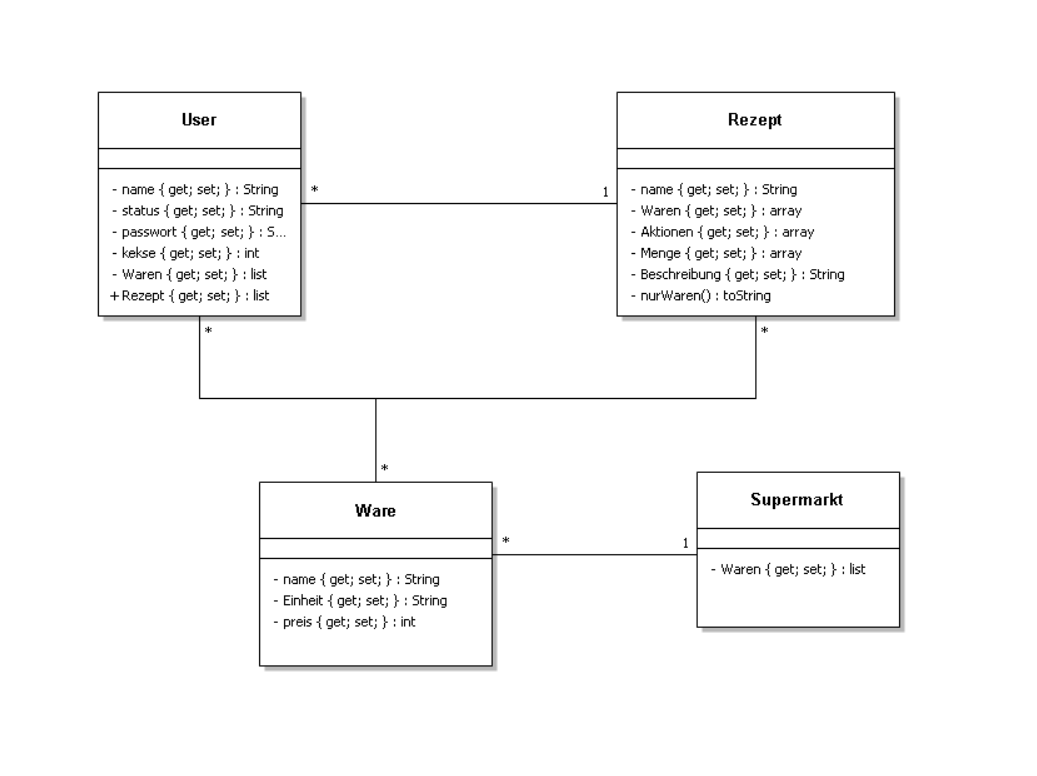 User
- name { get; set; } : String
- status { get; set; } : String
- passwort { get; set; } : S...
- kekse { get; set; } : int
- Waren { get; set; } : list
+ Rezept { get; set; } : list
*
1
Rezept
- name { get; set; } : String
- Waren { get; set; } : array
- Aktionen { get; set; } : array
- Menge { get; set; } : array
- Beschreibung { get; set; } : String
- nurWaren() : toString
*
*
*
Ware
- name { get; set; } : String
- Einheit { get; set; } : String
- preis { get; set; } : int
*
1
Supermarkt
- Waren { get; set; } : list